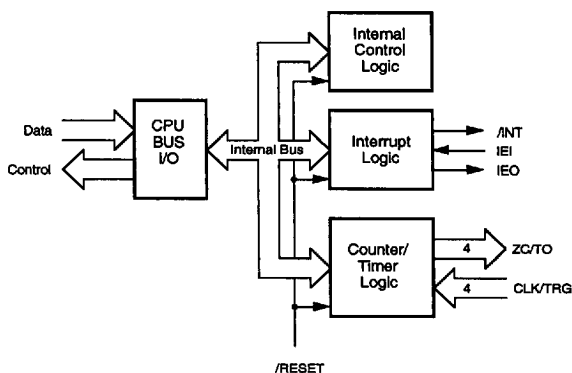 Internal
Control
Logic
Data
CPU
BUS
I/O
Control
Internal Bus
Interrupt
Logic
/INT
IEI
IEO
Counter/
Timer
Logic
4
ZC/TO
4
CLK/TRG
/RESET